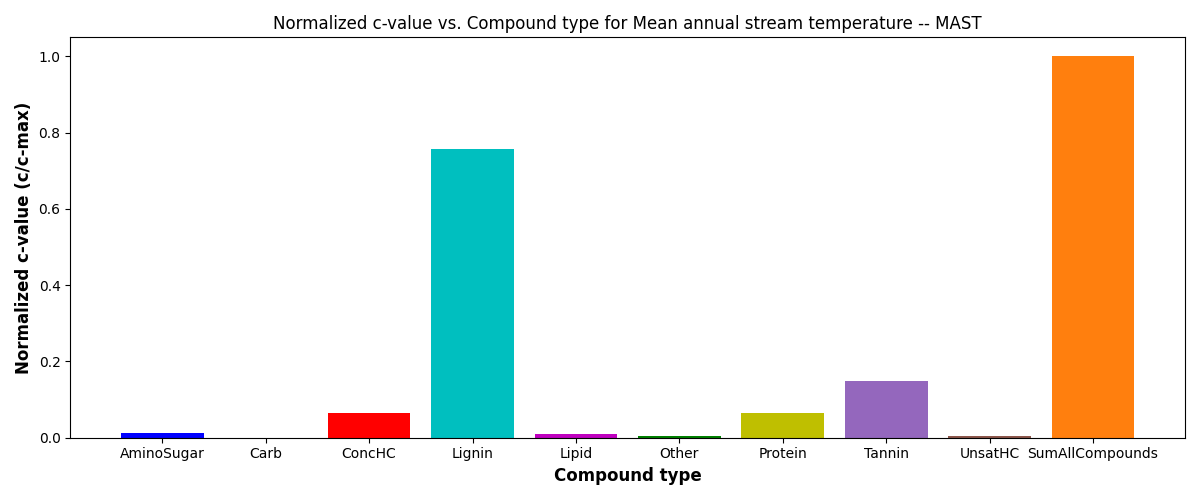 Normalized c-value vs. Compound type for Mean annual stream temperature -- MAST
Normalized c-value (c/c-max)
1.0
0.8
0.6
0.4
0.2
0.0
AminoSugar Carb ConcHC Lignin Lipid Other Protein Tannin UnsatHC SumAllCompounds
Compound type